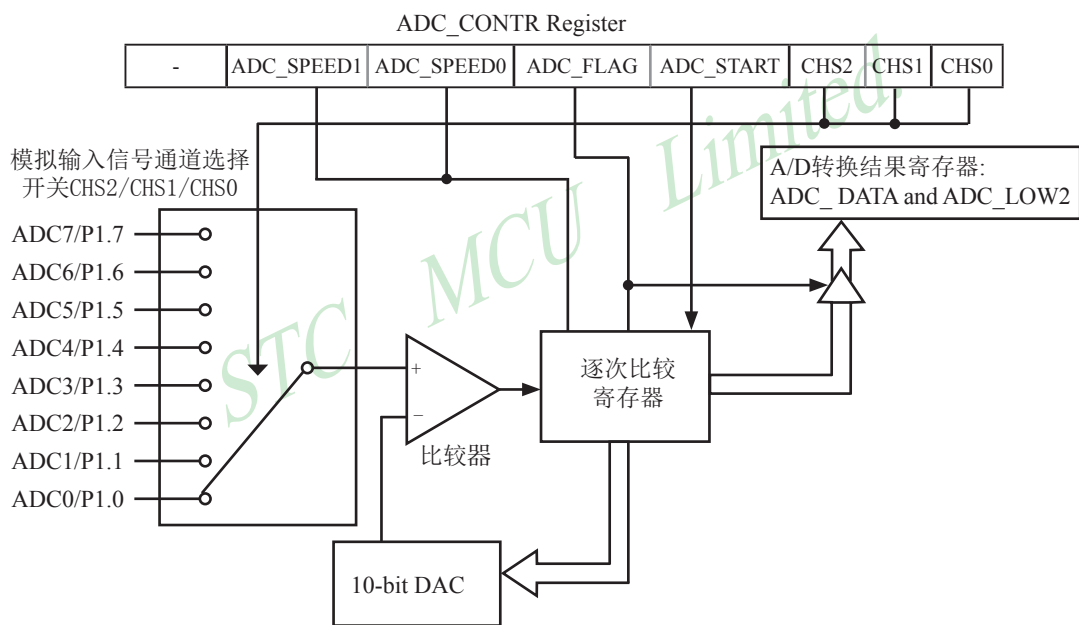 ADC_CONTR Register
- ADC_SPEED1 ADC_SPEED0 ADC_FLAG ADC_START CHS2 CHS1 CHS0
模拟输入信号通道选择
开关CHS2/CHS1/CHS0
A/D转换结果寄存器:
ADC_ DATA and ADC_LOW2
ADC7/P1.7
ADC6/P1.6
ADC5/P1.5
ADC4/P1.4
ADC3/P1.3
ADC2/P1.2
ADC1/P1.1
ADC0/P1.0
+
−
比较器
逐次比较
寄存器
10-bit DAC
STC MCU Limited.